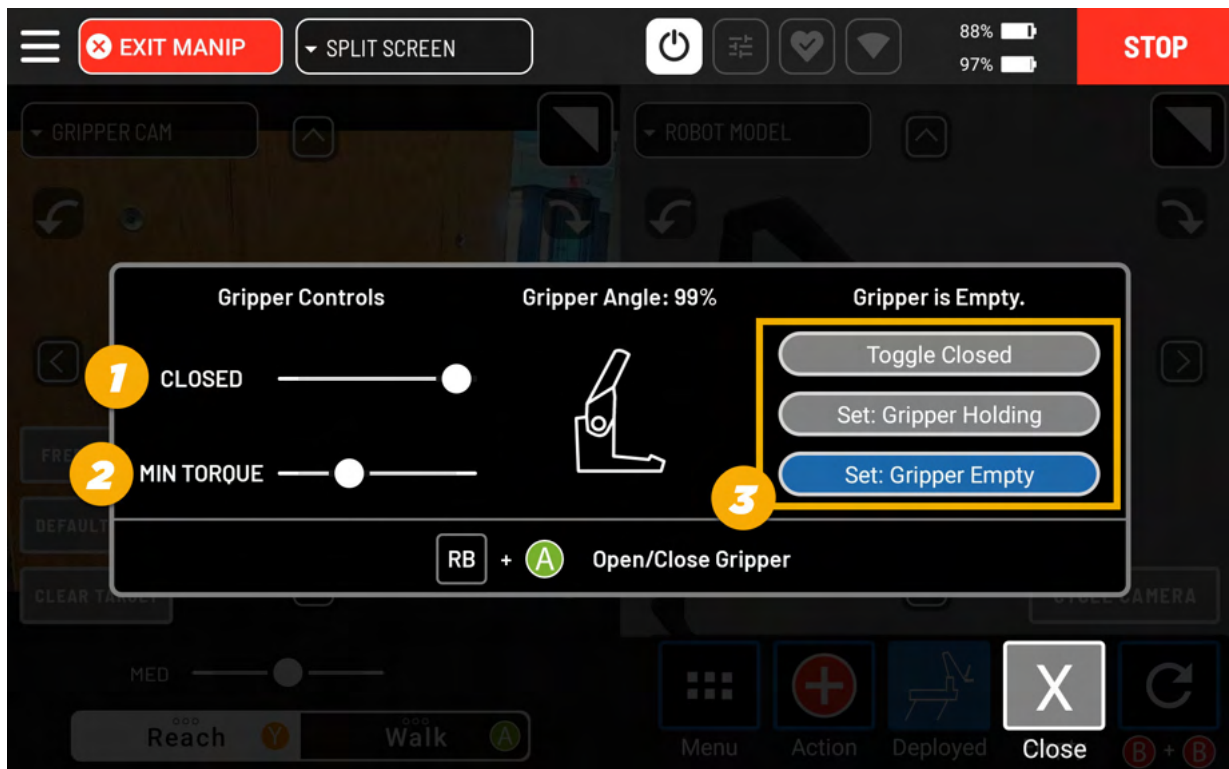 EXIT MANIP
SPLIT SCREEN
88%
97%
STOP
GRIPPER CAM
ROBOT MODEL
Gripper Controls
Gripper Angle: 99%
Gripper is Empty.
1
CLOSED
Toggle Closed
Set: Gripper Holding
2
MIN TORQUE
3
Set: Gripper Empty
DEFAULT
RB + A Open/Close Gripper
CLEAR TARGET
CAMERA
MED
Reach Y
Walk A
Menu
Action
Deployed
X
Close
B + B